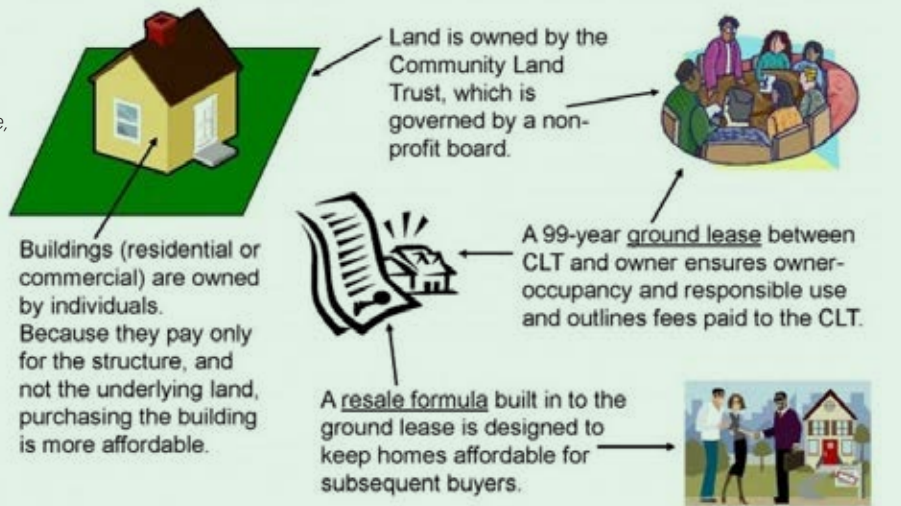 e,
Land is owned by the
Community Land
Trust, which is
governed by a non-
profit board.
Buildings (residential or
commercial) are owned
by individuals.
Because they pay only
for the structure, and
not the underlying land,
purchasing the building
is more affordable.
A 99-year ground lease between
CLT and owner ensures owner-
occupancy and responsible use
and outlines fees paid to the CLT.
A resale formula built in to the
ground lease is designed to
keep homes affordable for
subsequent buyers.